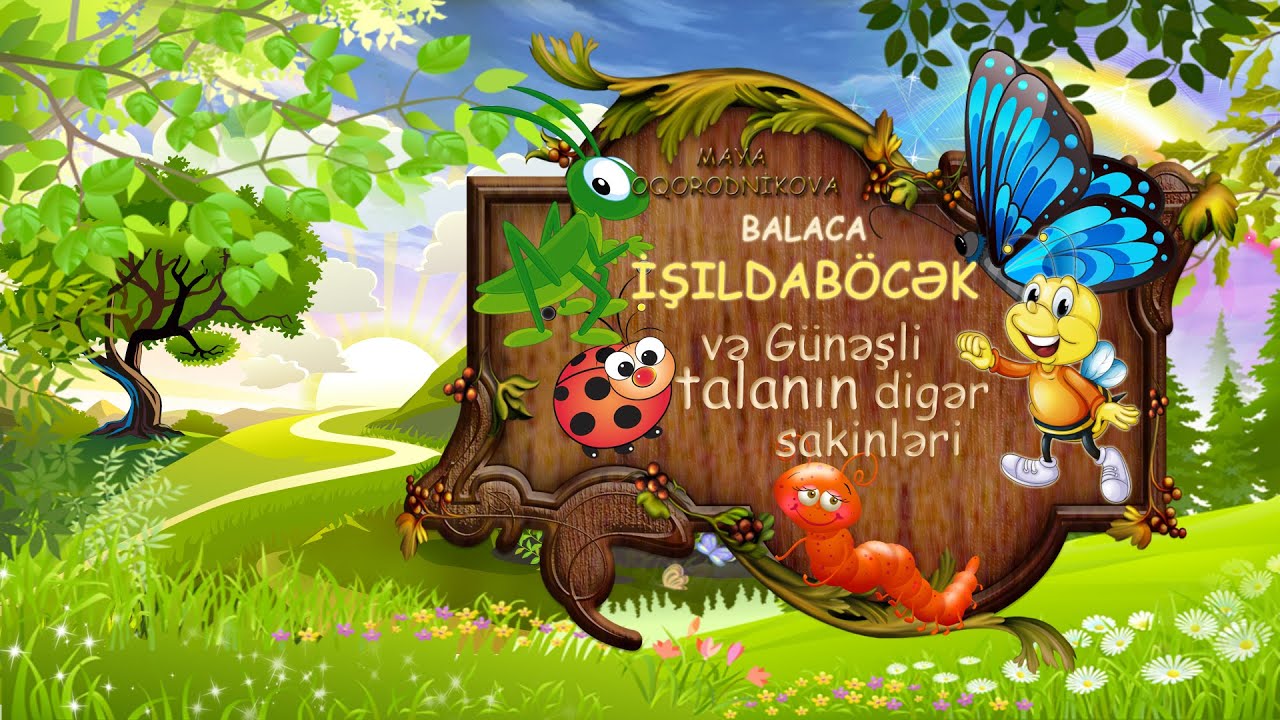 MAYA
OQORODNİKOVA
BALACA
İŞILDABÖCƏK
və Günəşli
talanın digər
sakinləri